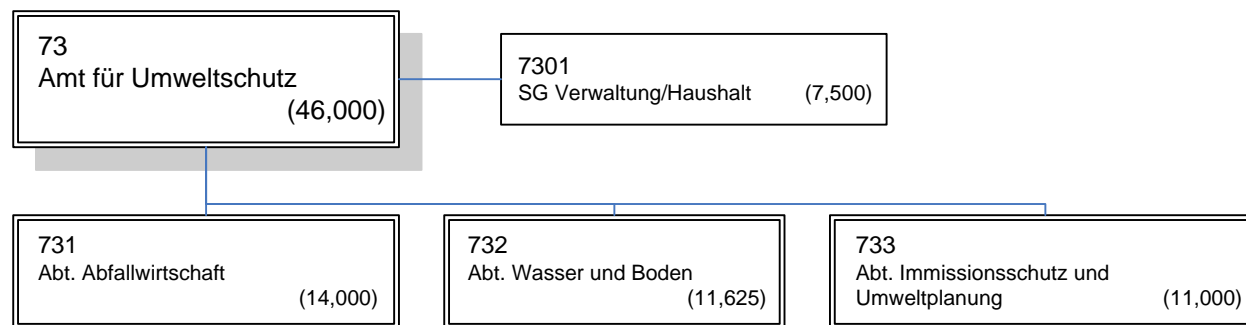 73
Amt für Umweltschutz
(46,000)
7301
SG Verwaltung/Haushalt (7,500)
731
Abt. Abfallwirtschaft
(14,000)
732
Abt. Wasser und Boden
(11,625)
733
Abt. Immissionsschutz und
Umweltplanung (11,000)